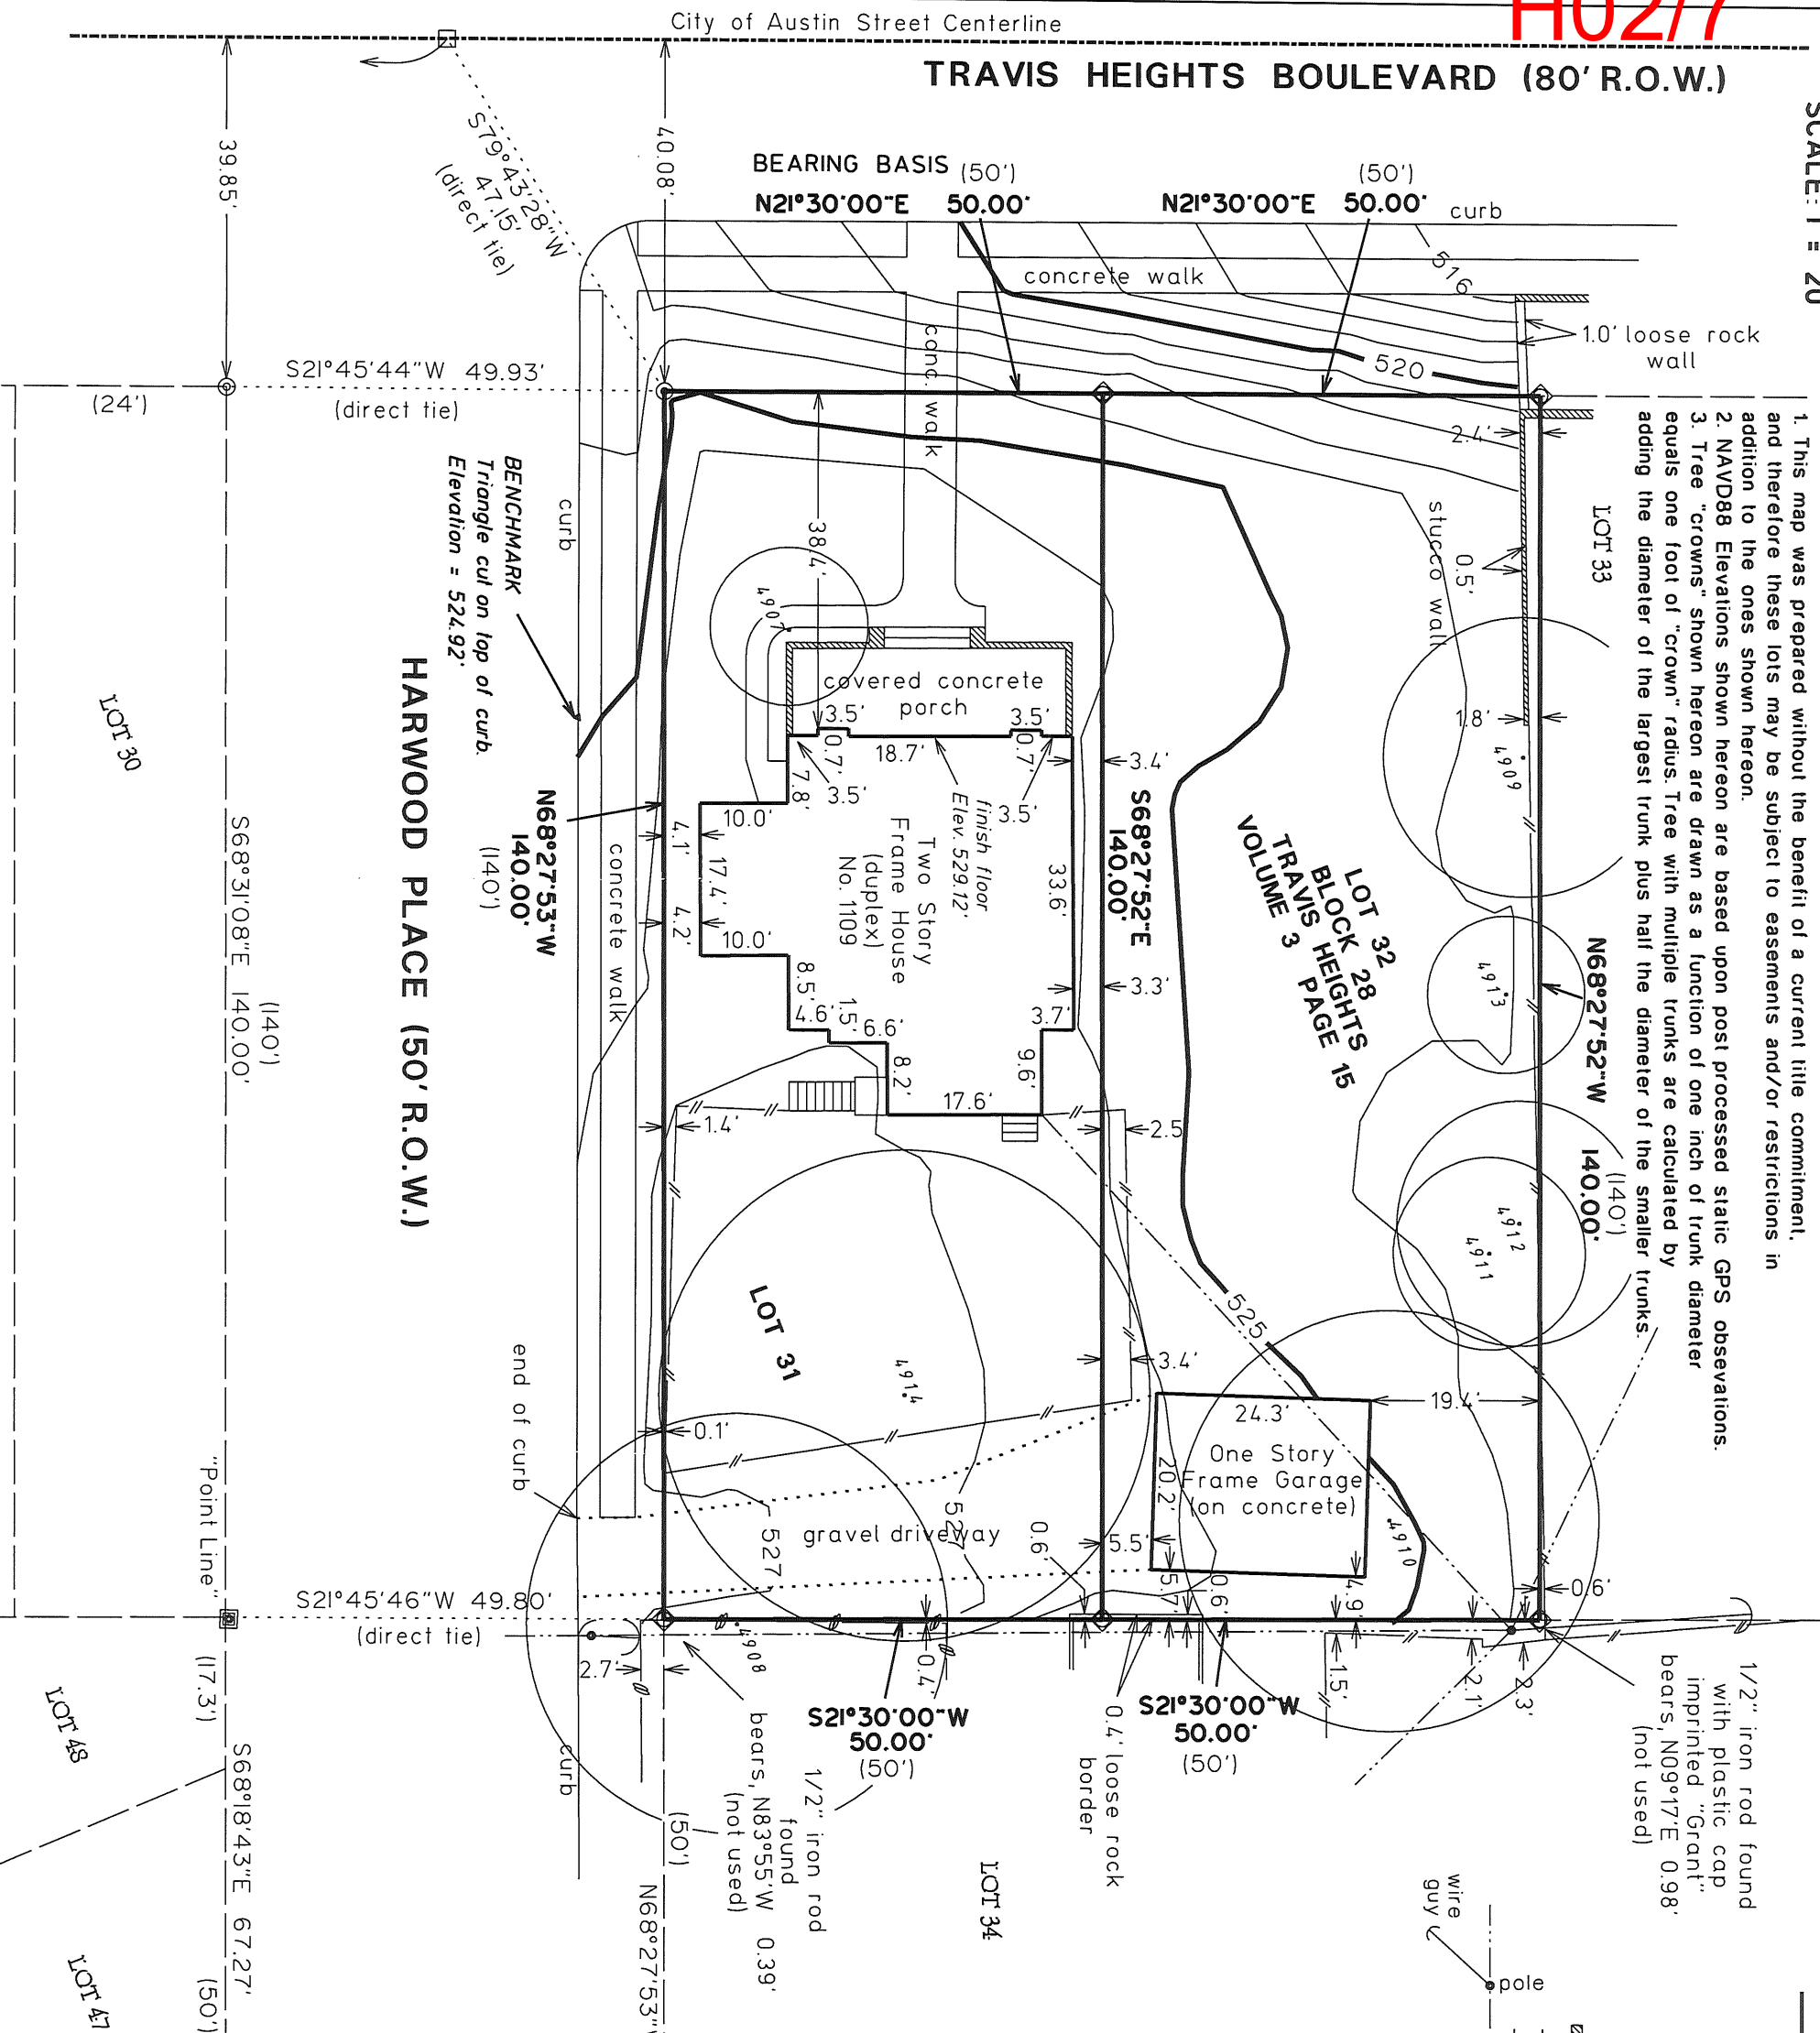 H02/7
City of Austin Street Centerline
TRAVIS HEIGHTS BOULEVARD (80' R.O.W.)
39.85'
S79°43'28"W
47.15'
(direct tie)
40.08'
BEARING BASIS
(50')
N21°30'00"E 50.00'
(50')
N21°30'00"E 50.00'
curb
concrete walk
516
1.0' loose rock
wall
520
S21°45'44"W 49.93'
(direct tie)
(24')
conc. walk
2.4'
1. This map was prepared without the benefit of a current title commitment,
and therefore these lots may be subject to easements and/or restrictions in
addition to the ones shown hereon.
2. NAVD88 Elevations shown hereon are based upon post processed static GPS obsevations.
3. Tree "crowns" shown hereon are drawn as a function of one inch of trunk diameter
equals one foot of "crown" radius. Tree with multiple trunks are calculated by
adding the diameter of the largest trunk plus half the diameter of the smaller trunks.
BENCHMARK
Triangle cut on top of curb.
Elevation = 524.92'
curb
38.4'
stucco wall
0.5'
LOT 33
4907
covered concrete
porch
3.5'
3.5'
0.7'
18.7'
0.7'
3.5'
3.5'
7.8'
finish floor
Elev. 529.12'
3.4'
1.8'
4909
HARWOOD PLACE (50' R.O.W.)
LOT 30
S68°31'08"E 140.00'
(140')
N68°27'53"W
140.00'
(140')
concrete walk
10.0'
4.1'
17.4'
4.2'
10.0'
Two Story
Frame House
(duplex)
No. 1109
33.6'
S68°27'52"E
140.00'
3.3'
LOT 32
BLOCK 28
TRAVIS HEIGHTS
VOLUME 3 PAGE 15
4913
N68°27'52"W
140.00'
(140')
8.5'
4.6'
1.5'
6.6'
8.2'
3.7'
9.6'
17.6'
1.4'
2.5
4912
4911
LOT 31
4914
525
3.4'
end of curb
0.1'
24.3'
19.4'
One Story
Frame Garage
(on concrete)
20.2'
4910
"Point Line"
527
527
gravel driveway
0.6'
5.5'
5.7'
0.6'
4.9'
0.6'
S21°45'46"W 49.80'
(direct tie)
(17.3')
2.7'
4908
0.4'
S21°30'00"W
50.00'
(50')
S21°30'00"W
50.00'
(50')
1.5'
2.1'
2.3'
1/2" iron rod found
with plastic cap
imprinted "Grant"
bears, N09°17'E 0.98'
(not used)
LOT 48
S68°18'43"E 67.27'
(50')
curb
(50')
N68°27'53"
1/2" iron rod
found
bears, N83°55'W 0.39'
(not used)
0.4' loose rock
border
LOT 34
wire
guy
pole
LOT 47